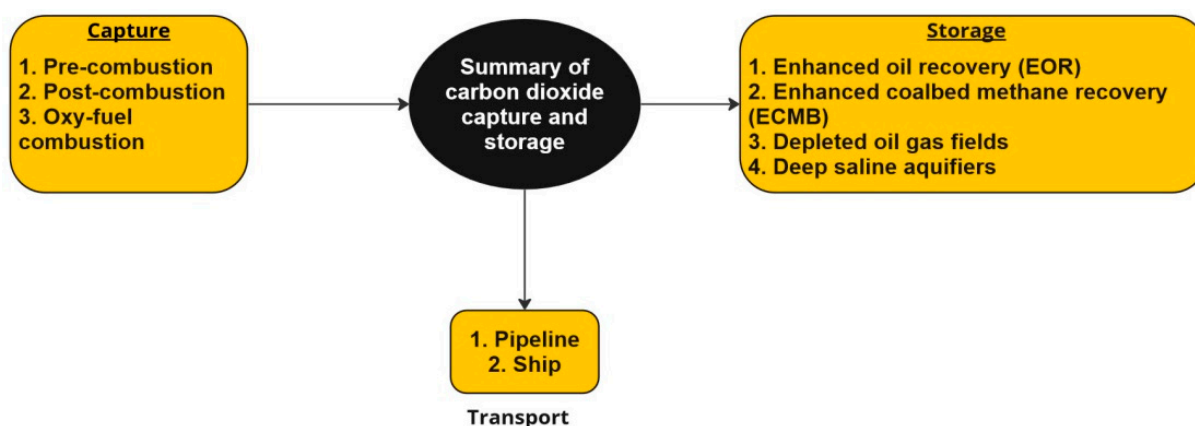 Capture
1. Pre-combustion
2. Post-combustion
3. Oxy-fuel
combustion
Summary of
carbon dioxide
capture and
storage
Storage
1. Enhanced oil recovery (EOR)
2. Enhanced coalbed methane recovery
(ECMB)
3. Depleted oil gas fields
4. Deep saline aquifiers
1. Pipeline
2. Ship
Transport